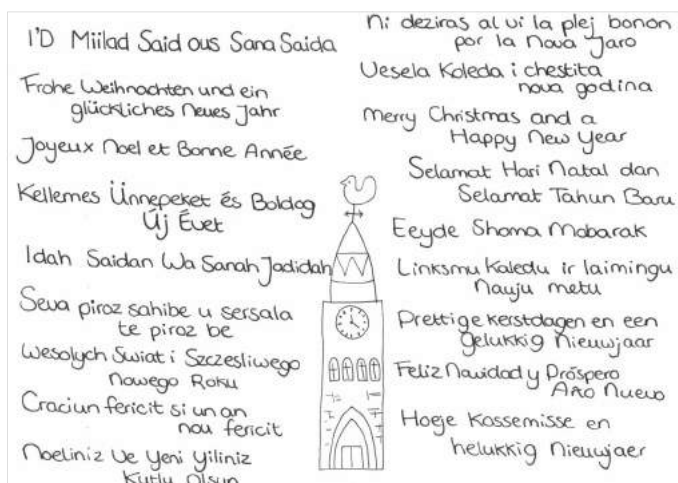 I'D Miilad Said ous Sana Saida
Frohe Weihnachten und ein
glückliches Neues Jahr
Joyeux Noel et Bonne Année
Kellemes Ünnepeket és Boldog
Új Évet
Idah Saidan Wa Sanah Jadidah
Seva piroz sahibe u sersala
te piroz be
Wesolych Swiat i Szczesliwego
Nowego Roku
Craciun fericit si un an
nou fericit
Noeliniz Ve Yeni Yiliniz
Kutlu Olsun
Ni deziras al vi la plej bonon
por la Nova Jaro
Vesela Koleda i chestita
nova godina
Merry Christmas and a
Happy New Year
Selamat Hari Natal dan
Selamat Tahun Baru
Eeyde Shoma Mobarak
Linksmu Kaledu ir laimingu
nauju metu
Prettige kerstdagen en een
gelukkig Nieuwjaar
Feliz Navidad y Próspero
Año Nuevo
Hoeje Kossemisse en
helukkig Nieuwjaer